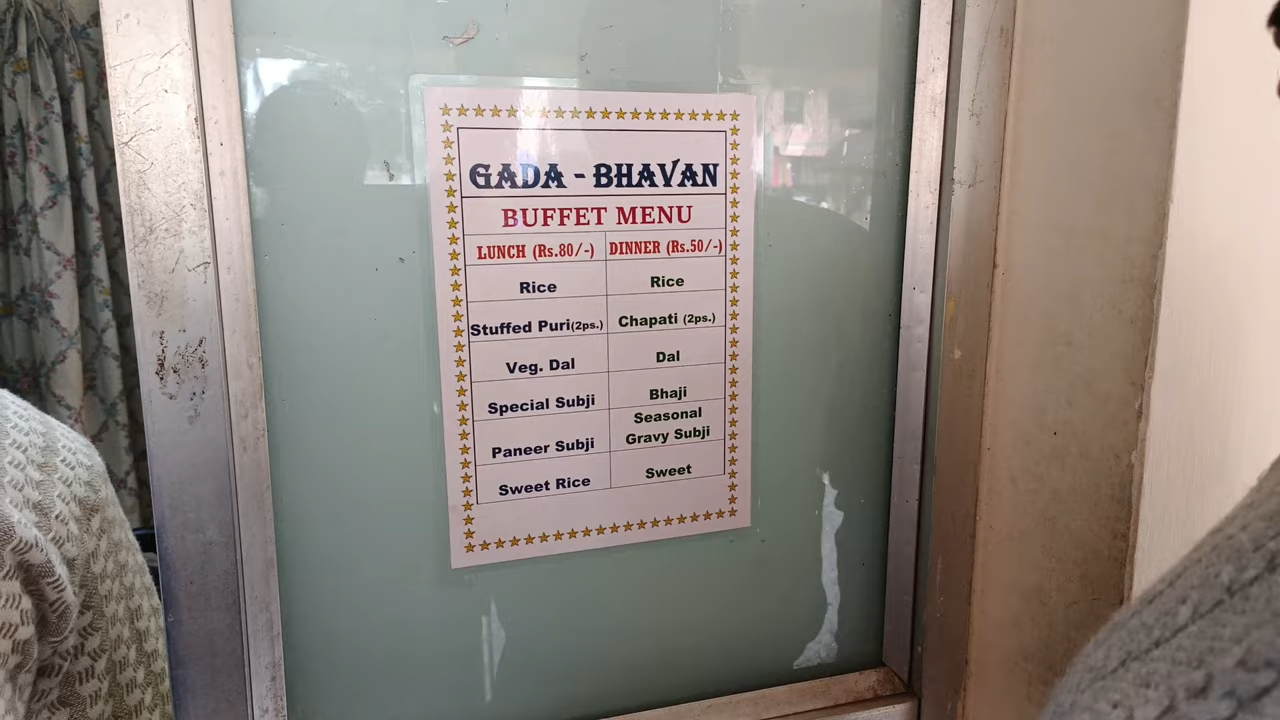 GADA - BHAVAN
BUFFET MENU
LUNCH (Rs.80/-) DINNER (Rs.50/-)
Rice Rice
Stuffed Puri(2ps.) Chapati (2ps.)
Veg. Dal Dal
Special Subji Bhaji
Paneer Subji Seasonal
Gravy Subji
Sweet Rice Sweet